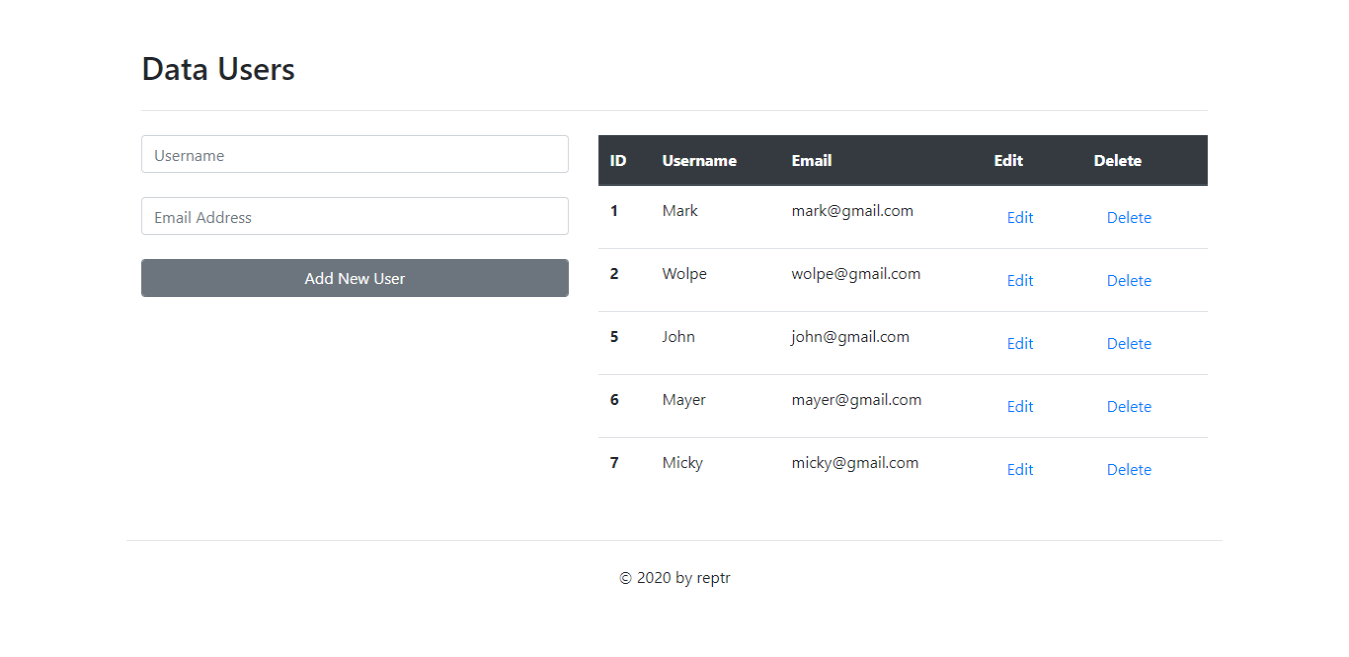 Data Users
Username
Email Address
Add New User
ID Username Email Edit Delete
1 Mark mark@gmail.com Edit Delete
2 Wolpe wolpe@gmail.com Edit Delete
5 John john@gmail.com Edit Delete
6 Mayer mayer@gmail.com Edit Delete
7 Micky micky@gmail.com Edit Delete
© 2020 by reptr